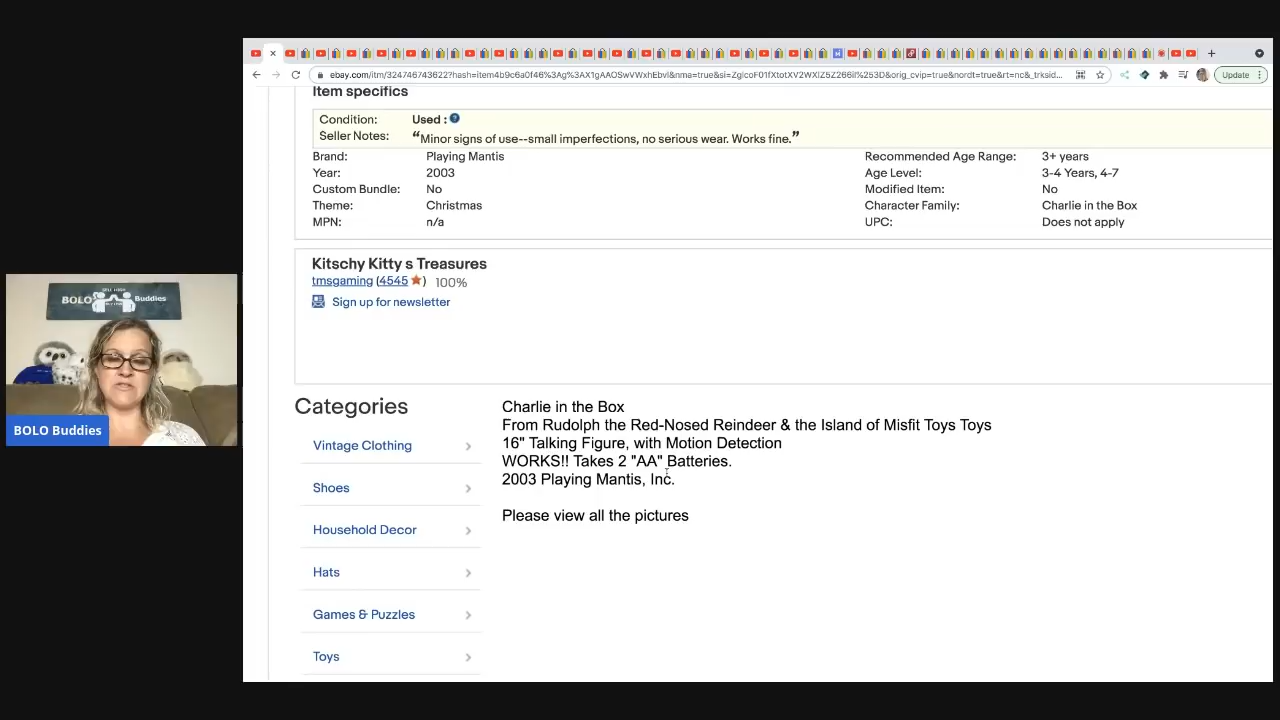 ebay.com/itm/324746743622?hash=item4b9c6a0f46%3Ag%3AX1gAAOSwVWxhEbvl&nma=true&si=ZglcoF01fXtotXV2WXlZ5Z266il%253D&orig_cvip=true&nordt=true&rt=nc&_trksid...
Update
Item specifics
Condition: Used :
Seller Notes: “Minor signs of use--small imperfections, no serious wear. Works fine.”
Brand: Playing Mantis Recommended Age Range: 3+ years
Year: 2003 Age Level: 3-4 Years, 4-7
Custom Bundle: No Modified Item: No
Theme: Christmas Character Family: Charlie in the Box
MPN: n/a UPC: Does not apply
Kitschy Kitty s Treasures
tmsgaming (4545 ) 100%
Sign up for newsletter
BOLO Buddies
BOLO Buddies
Categories
Vintage Clothing
Shoes
Household Decor
Hats
Games & Puzzles
Toys
Charlie in the Box
From Rudolph the Red-Nosed Reindeer & the Island of Misfit Toys Toys
16" Talking Figure, with Motion Detection
WORKS!! Takes 2 "AA" Batteries.
2003 Playing Mantis, Inc.
Please view all the pictures